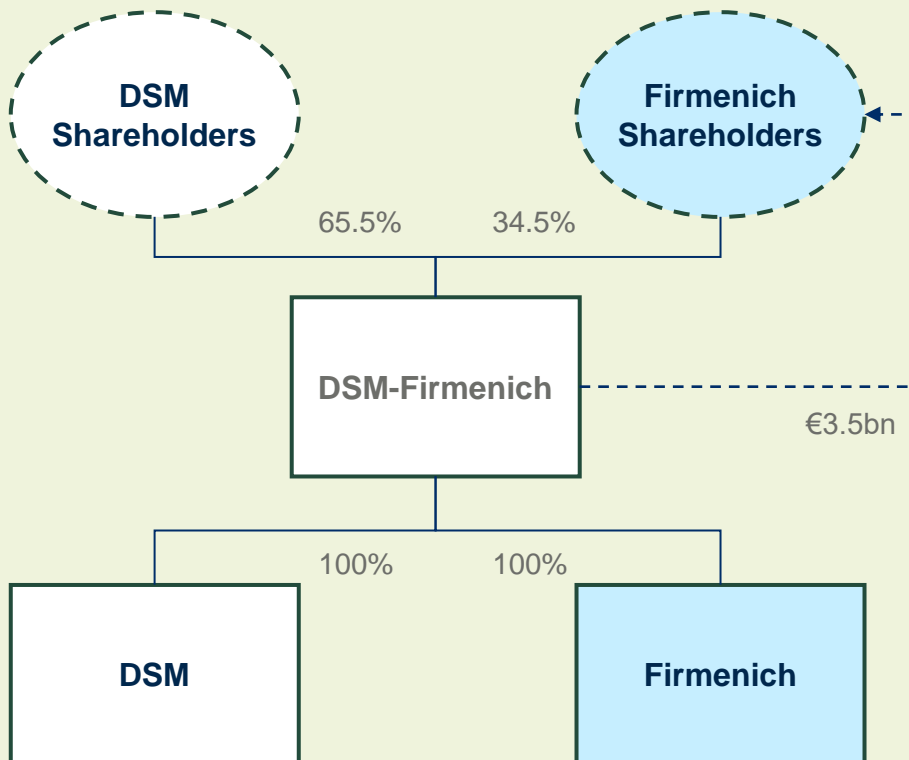 DSM
Shareholders
Firmenich
Shareholders
65.5%
34.5%
DSM-Firmenich
€3.5bn
100%
100%
DSM
Firmenich